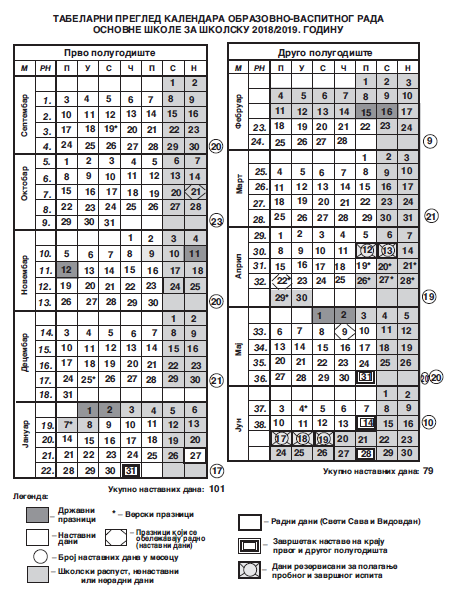 ТАБЕЛАРНИ ПРЕГЛЕД КАЛЕНДАРА ОБРАЗОВНО-ВАСПИТНОГ РАДА
ОСНОВНЕ ШКОЛЕ ЗА ШКОЛСКУ 2018/2019. ГОДИНУ
Прво полугодиште
М РН П У С Ч П С Н
Септембар
1 2
1. 3 4 5 6 7 8 9
2. 10 11 12 13 14 15 16
3. 17 18 19* 20 21 22 23
4. 24 25 26 27 28 29 30 20
Октобар
5. 1 2 3 4 5 6 7
6. 8 9 10 11 12 13 14
7. 15 16 17 18 19 20 21
8. 22 23 24 25 26 27 28
9. 29 30 31 23
Новембар
1 2 3 4
10. 5 6 7 8 9 10 11
11. 12 13 14 15 16 17 18
12. 19 20 21 22 23 24 25
13. 26 27 28 29 30 20
Децембар
1 2
14. 3 4 5 6 7 8 9
15. 10 11 12 13 14 15 16
16. 17 18 19 20 21 22 23
17. 24 25* 26 27 28 29 30 21
18. 31
Јануар
1 2 3 4 5 6
19. 7* 8 9 10 11 12 13
20. 14 15 16 17 18 19 20
21. 21 22 23 24 25 26 27
22. 28 29 30 31 17
Укупно наставних дана: 101
Друго полугодиште
М РН П У С Ч П С Н
Фебруар
1 2 3
4 5 6 7 8 9 10
11 12 13 14 15 16 17
23. 18 19 20 21 22 23 24
24. 25 26 27 28 9
Март
1 2 3
25. 4 5 6 7 8 9 10
26. 11 12 13 14 15 16 17
27. 18 19 20 21 22 23 24
28. 25 26 27 28 29 30 31 21
Април
29. 1 2 3 4 5 6 7
30. 8 9 10 11 12 13 14
31. 15 16 17 18 19* 20* 21*
32. 22* 23 24 25 26* 27* 28*
29* 30 19
Мај
1 2 3 4 5
33. 6 7 8 9 10 11 12
34. 13 14 15 16 17 18 19
35. 20 21 22 23 24 25 26
36. 27 28 29 30 31 20 20
Јун
1 2
37. 3 4* 5 6 7 8 9
38. 10 11 12 13 14 15 16 10
17 18 19 20 21 22 23
24 25 26 27 28 29 30
Укупно наставних дана: 79
Легенда:
– Државни
празници
* – Верски празници
– Наставни
дани
– Празници који се
обележавају радно
(наставни дани)
– Број наставних дана у месецу
– Школски распуст, ненаставни
или нерадни дани
– Радни дани (Свети Сава и Видовдан)
– Завршетак наставе на крају
првог и другог полугодишта
– Дани резервисани за полагање
пробног и завршног испита